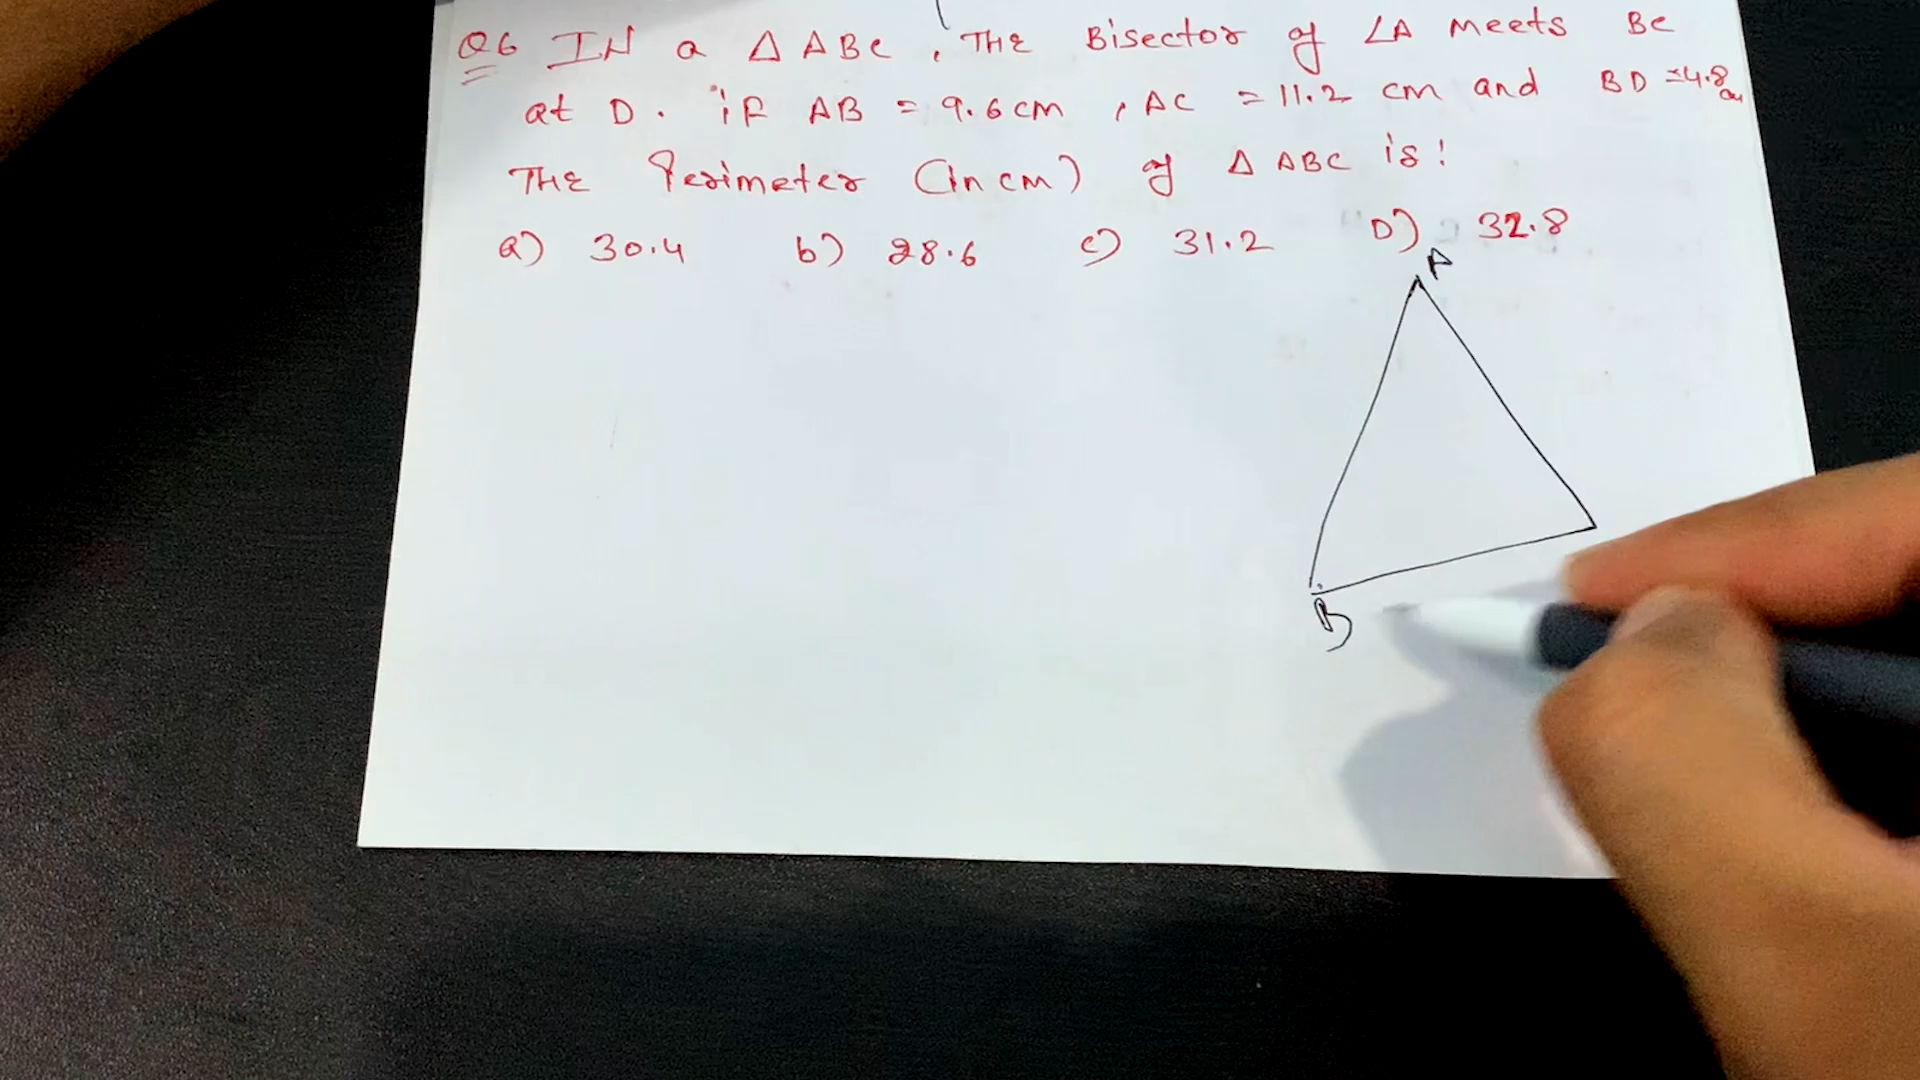 Q6 IN a △ ABC, THE Bisector of ∠A meets BC
at D. if AB = 9.6 cm, AC = 11.2 cm and BD = 4.8 cm
THE Perimeter (in cm) of △ ABC is!
a) 30.4 b) 28.6 c) 31.2 D) 32.8
A
B